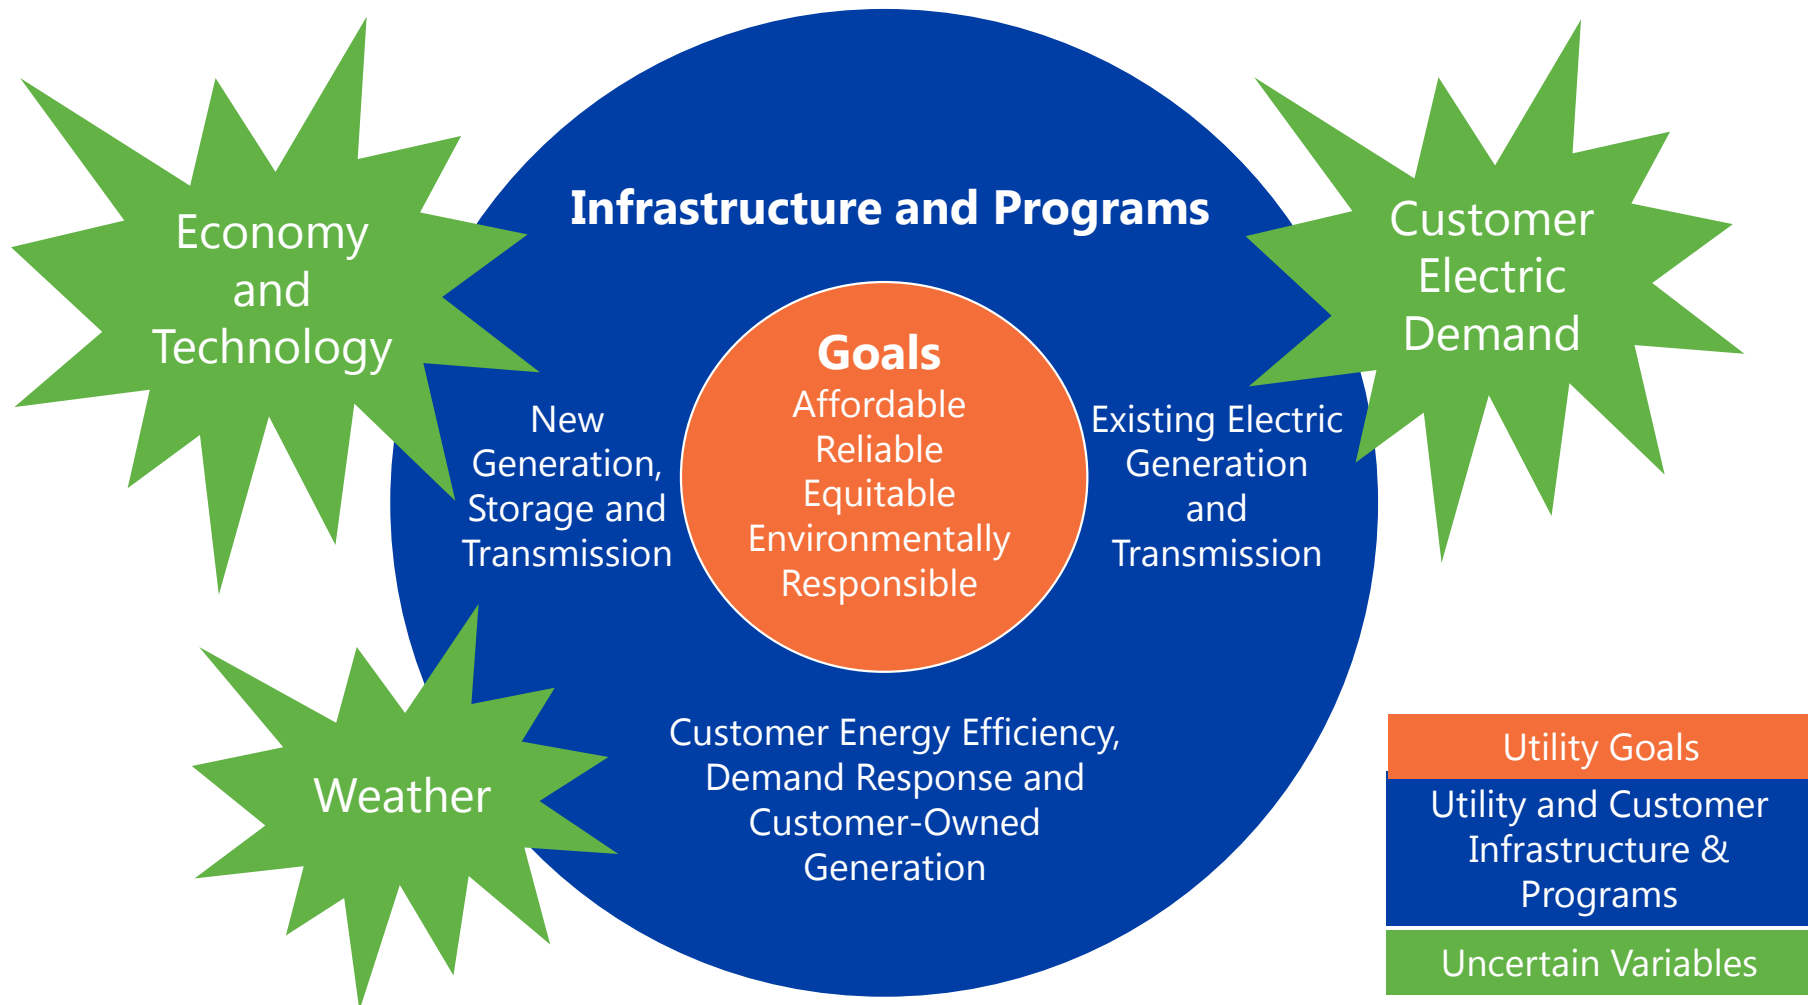 Infrastructure and Programs
Economy
and
Technology
Customer
Electric
Demand
Goals
Affordable
Reliable
Equitable
Environmentally
Responsible
New
Generation,
Storage and
Transmission
Existing Electric
Generation
and
Transmission
Weather
Customer Energy Efficiency,
Demand Response and
Customer-Owned
Generation
Utility Goals
Utility and Customer
Infrastructure &
Programs
Uncertain Variables